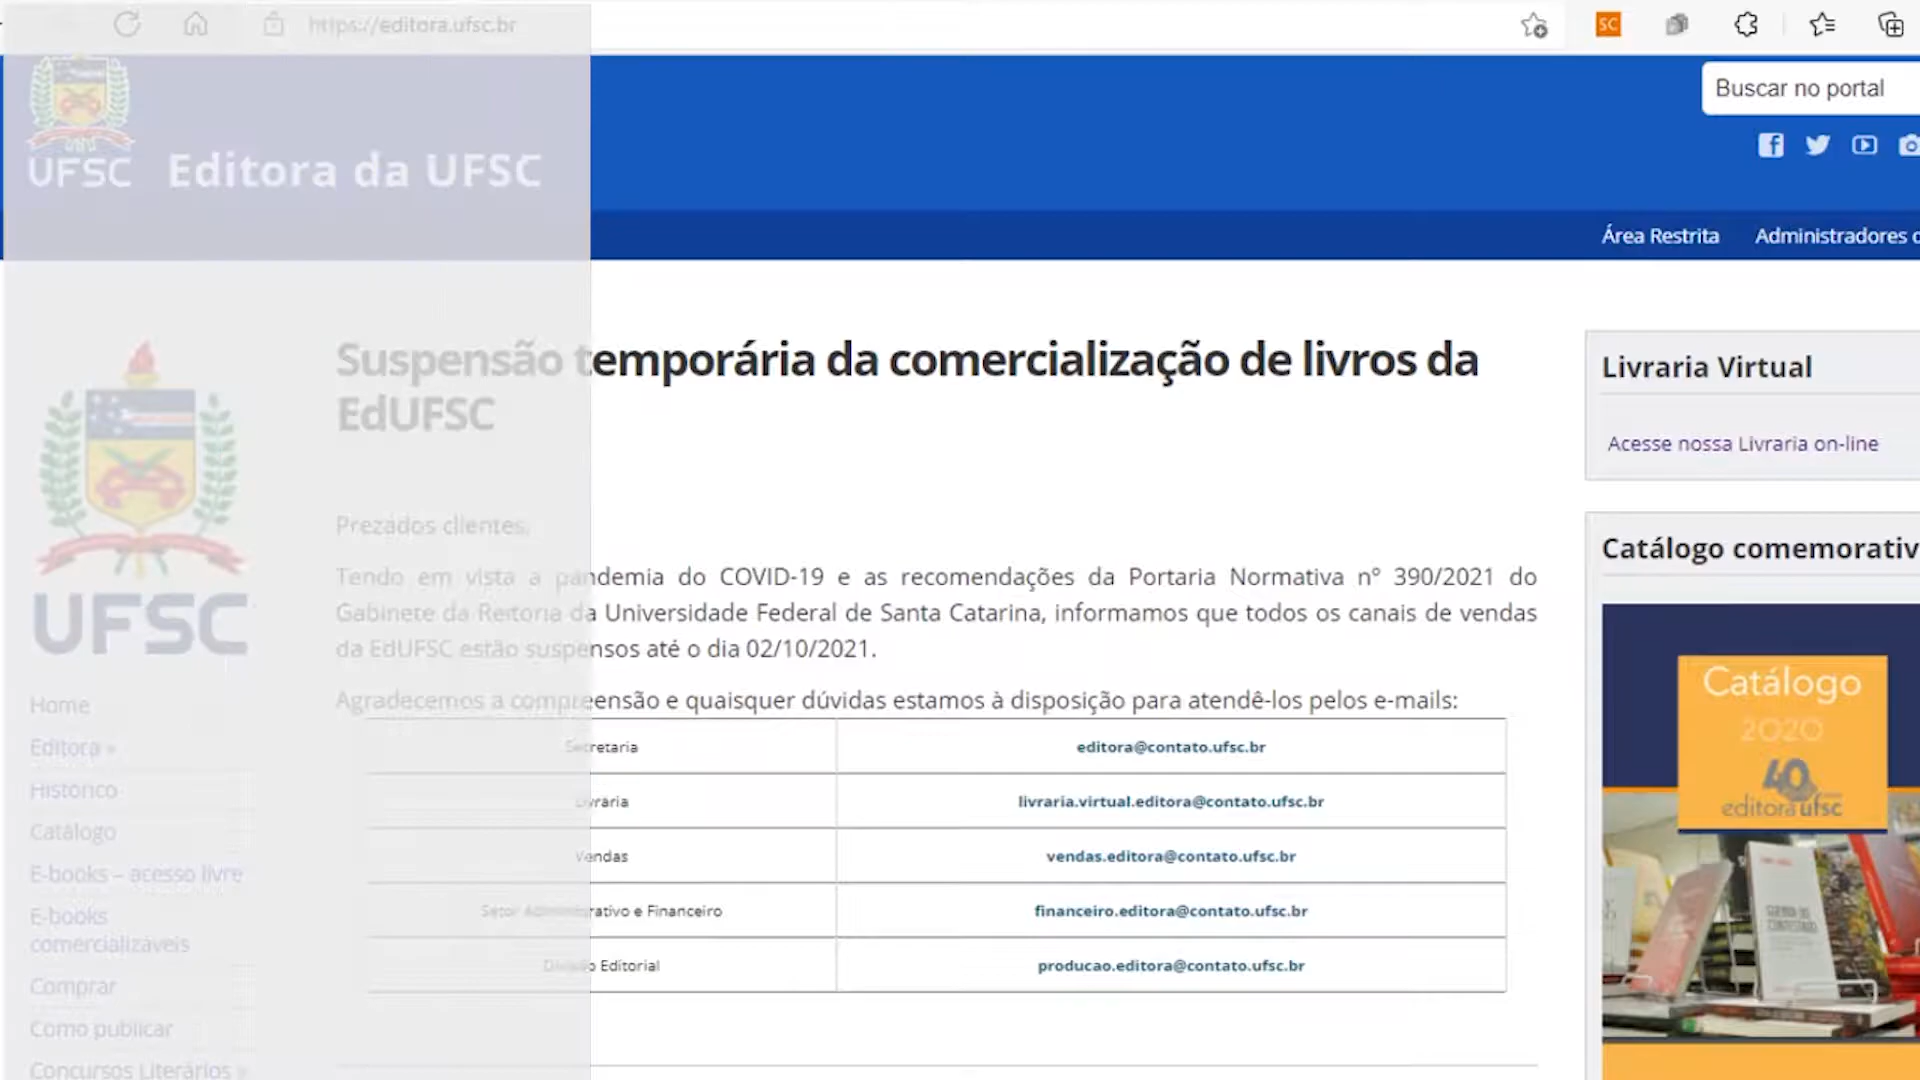 https://editora.ufsc.br
SC
Buscar no portal
UFSC
Editora da UFSC
Área Restrita
Administradores
Suspensão temporária da comercialização de livros da
EdUFSC
Prezados clientes,
Tendo em vista a pandemia do COVID-19 e as recomendações da Portaria Normativa nº 390/2021 do
Gabinete da Reitoria da Universidade Federal de Santa Catarina, informamos que todos os canais de vendas
da EdUFSC estão suspensos até o dia 02/10/2021.
Agradecemos a compreensão e quaisquer dúvidas estamos à disposição para atendê-los pelos e-mails:
Secretaria editora@contato.ufsc.br
Livraria livraria.virtual.editora@contato.ufsc.br
Vendas vendas.editora@contato.ufsc.br
Setor Administrativo e Financeiro financeiro.editora@contato.ufsc.br
Divisão Editorial producao.editora@contato.ufsc.br
UFSC
Home
Editora »
Histórico
Catálogo
E-books – acesso livre
E-books
comercializáveis
Comprar
Como publicar
Concursos Literários »
Livraria Virtual
Acesse nossa Livraria on-line
Catálogo comemorativ
Catálogo
2020
40
editora ufsc